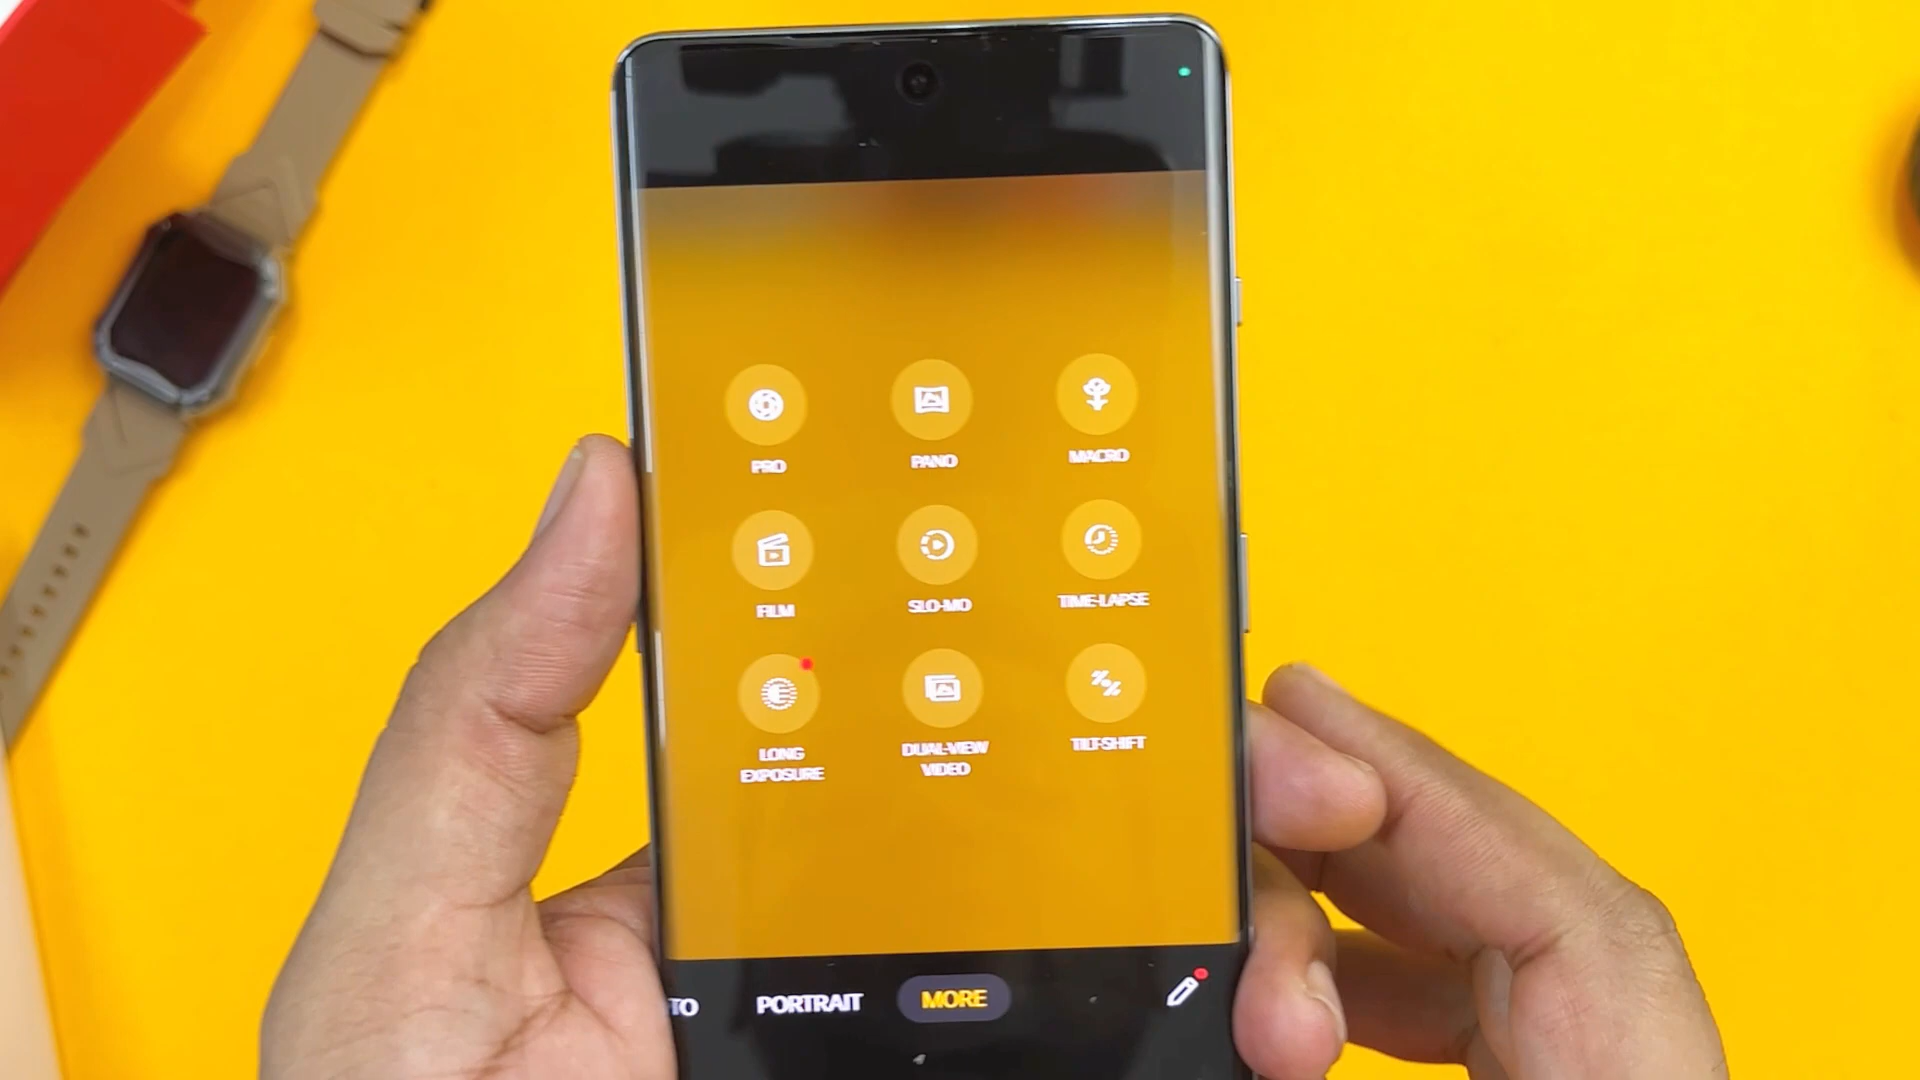 PRO PANO MACRO
FILM SLO-MO TIME-LAPSE
LONG EXPOSURE
DUAL-VIEW VIDEO
TILT-SHIFT
TO PORTRAIT MORE